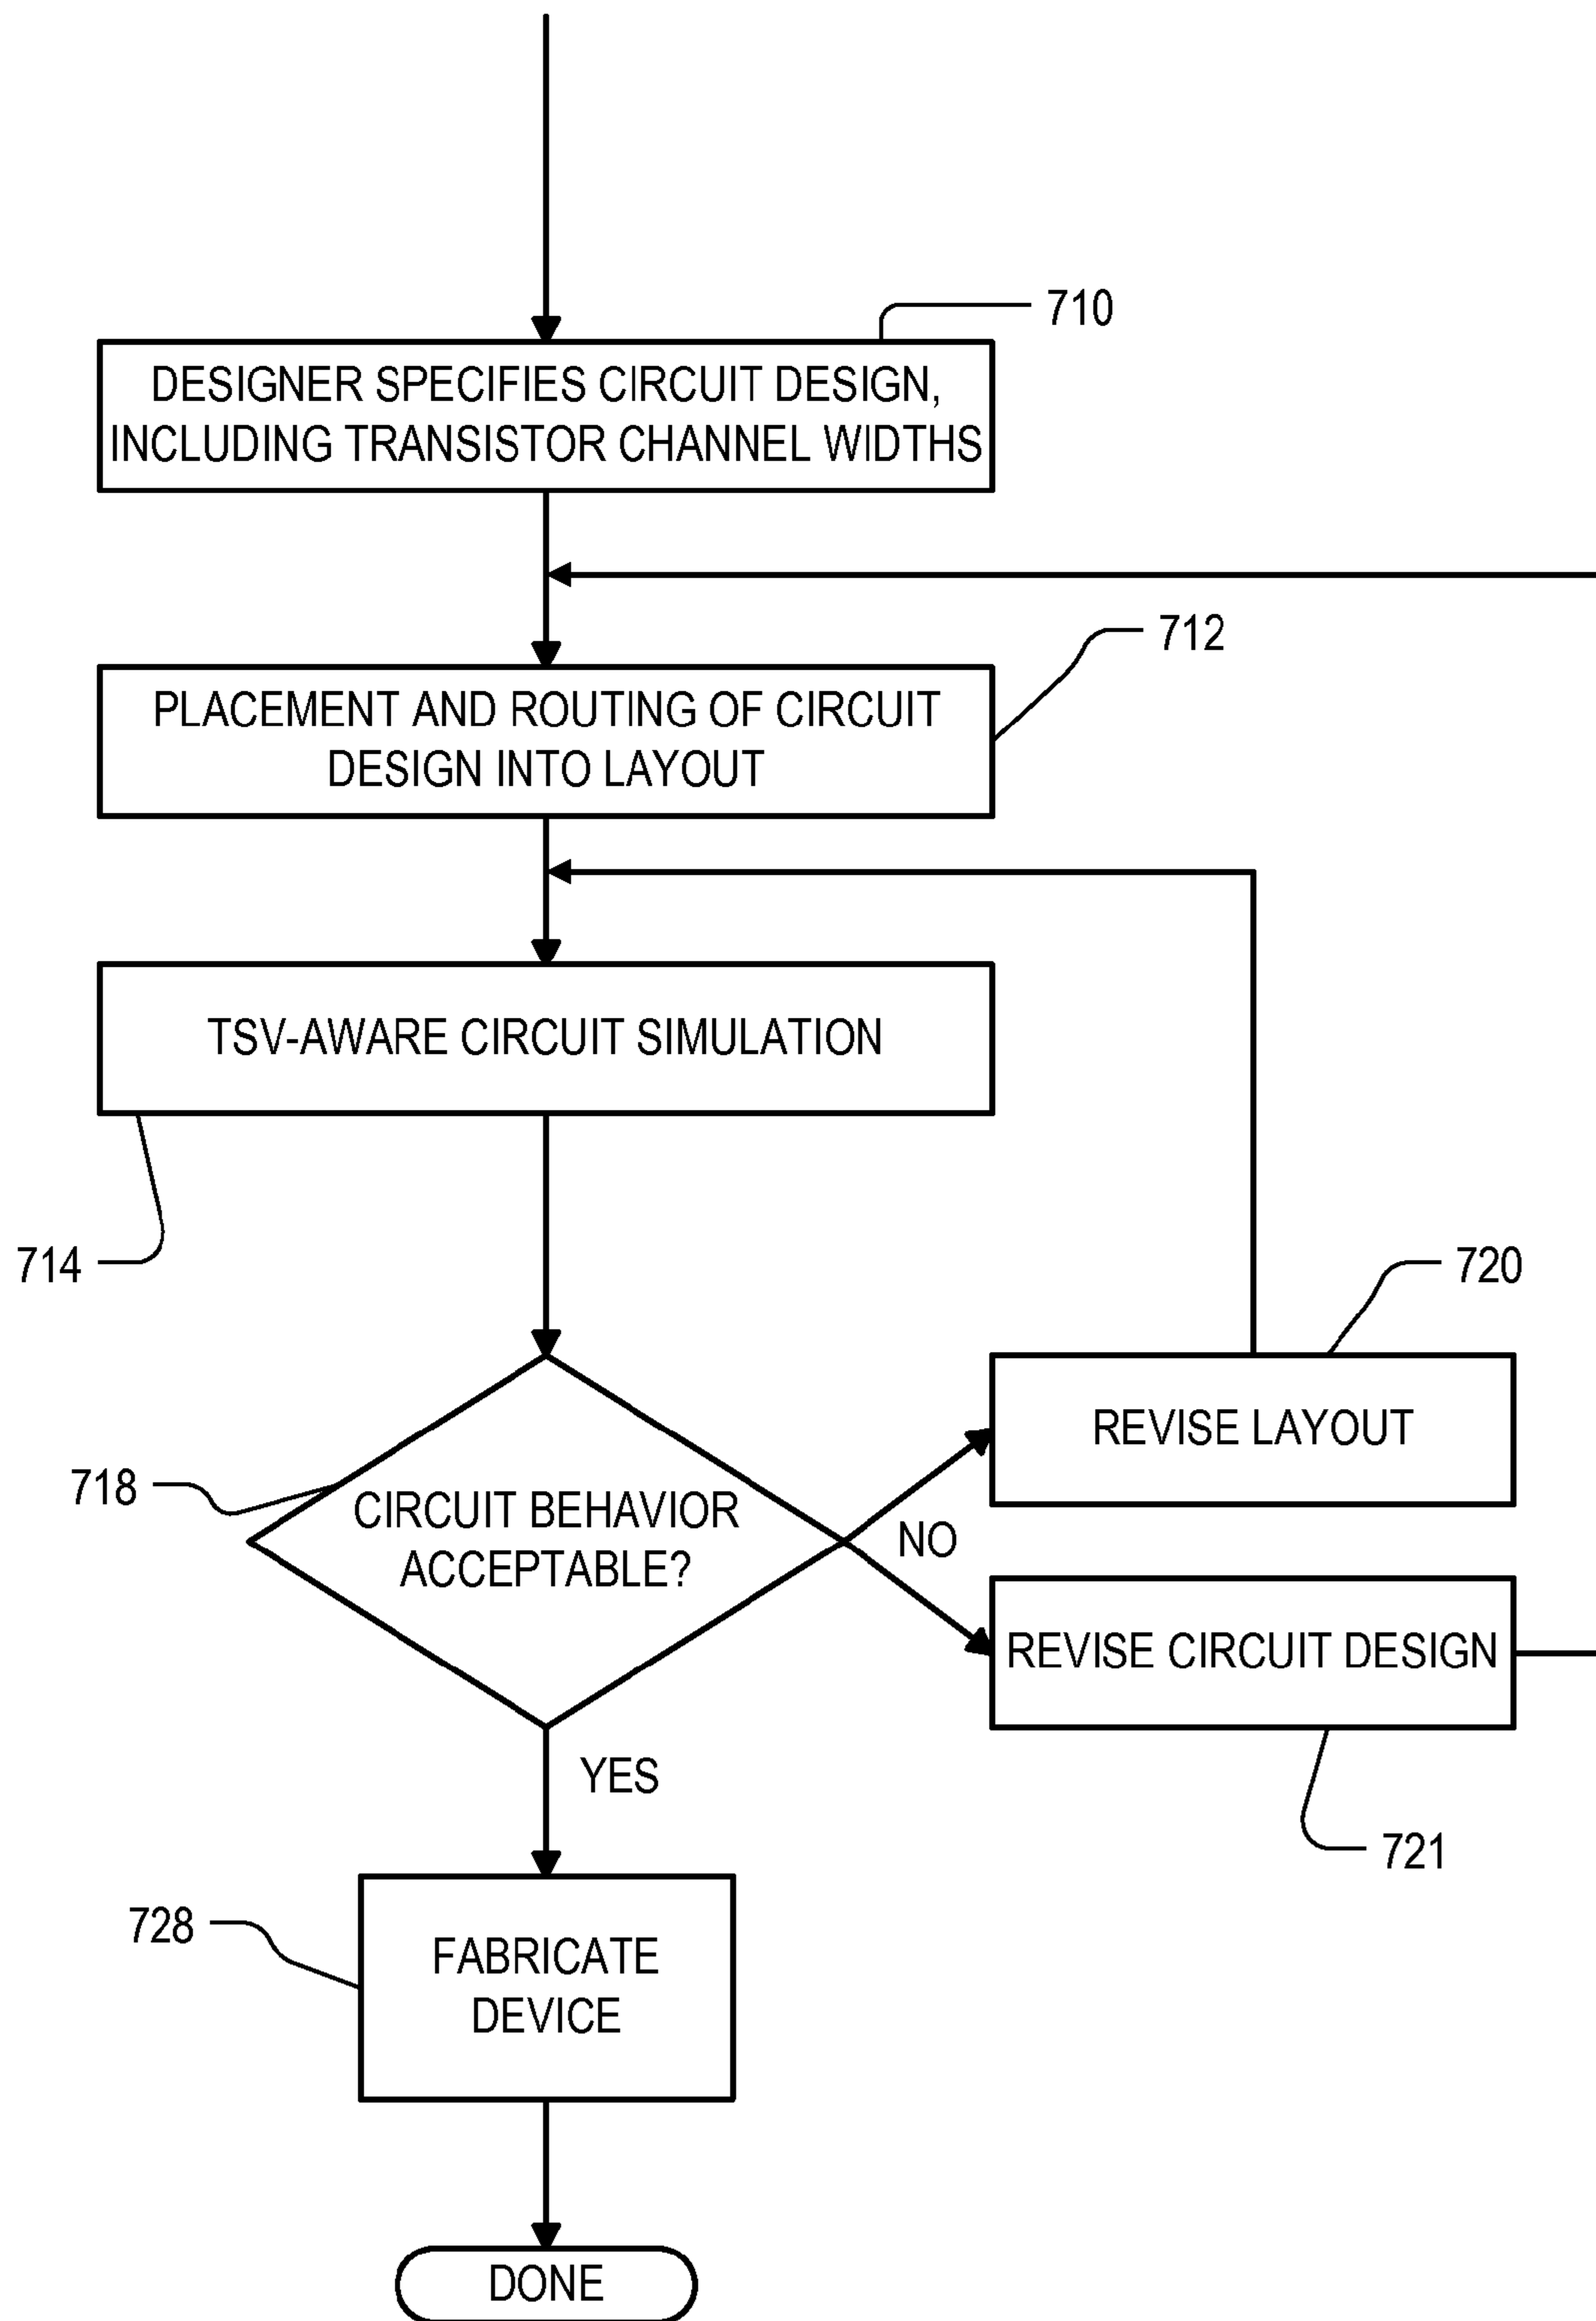 710
DESIGNER SPECIFIES CIRCUIT DESIGN,
INCLUDING TRANSISTOR CHANNEL WIDTHS
712
PLACEMENT AND ROUTING OF CIRCUIT
DESIGN INTO LAYOUT
TSV-AWARE CIRCUIT SIMULATION
714
720
REVISE LAYOUT
718
CIRCUIT BEHAVIOR
ACCEPTABLE?
NO
REVISE CIRCUIT DESIGN
YES
721
728
FABRICATE
DEVICE
DONE